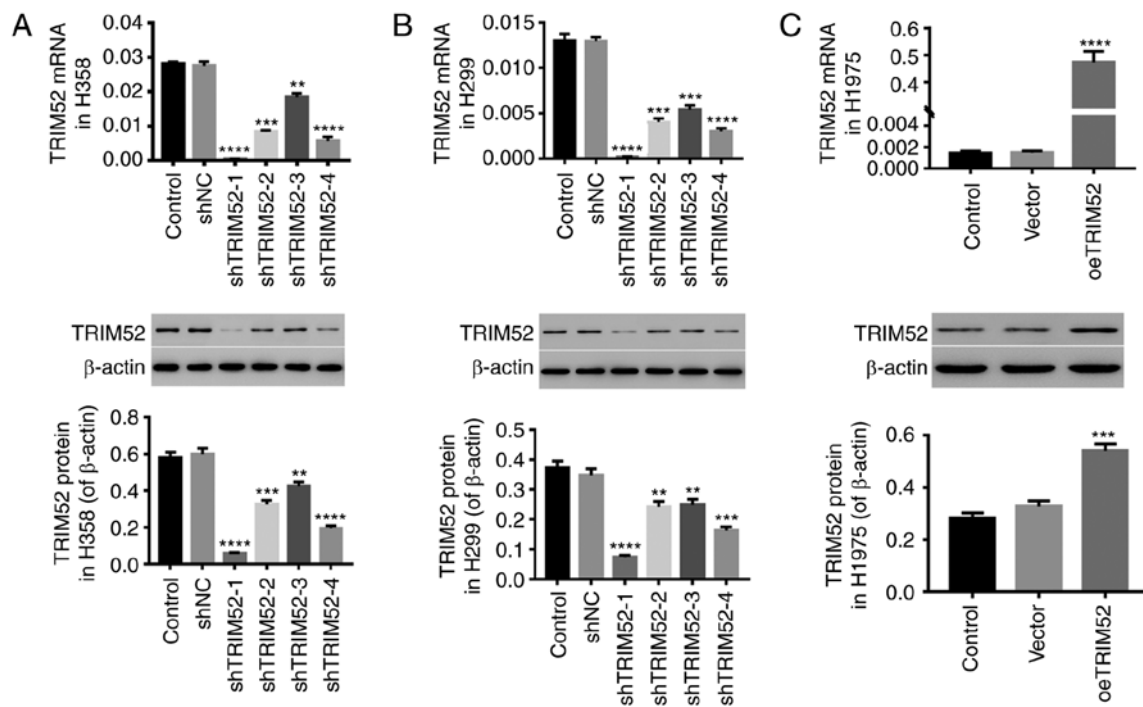 A
TRIM52 mRNA
in H358
0.04
0.03
0.02
0.01
0.00
****
***
**
****
Control
shNC
shTRIM52-1
shTRIM52-2
shTRIM52-3
shTRIM52-4
TRIM52
β-actin
TRIM52 protein
in H358 (of β-actin)
0.8
0.6
0.4
0.2
0.0
****
***
**
****
Control
shNC
shTRIM52-1
shTRIM52-2
shTRIM52-3
shTRIM52-4
B
TRIM52 mRNA
in H299
0.015
0.010
0.005
0.000
****
***
***
****
Control
shNC
shTRIM52-1
shTRIM52-2
shTRIM52-3
shTRIM52-4
TRIM52
β-actin
TRIM52 protein
in H299 (of β-actin)
0.4
0.3
0.2
0.1
0.0
****
**
**
***
Control
shNC
shTRIM52-1
shTRIM52-2
shTRIM52-3
shTRIM52-4
C
TRIM52 mRNA
in H1975
0.6
0.5
0.4
0.002
0.002
0.000
****
Control
Vector
oeTRIM52
TRIM52
β-actin
TRIM52 protein
in H1975 (of β-actin)
0.6
0.4
0.2
0.0
***
Control
Vector
oeTRIM52